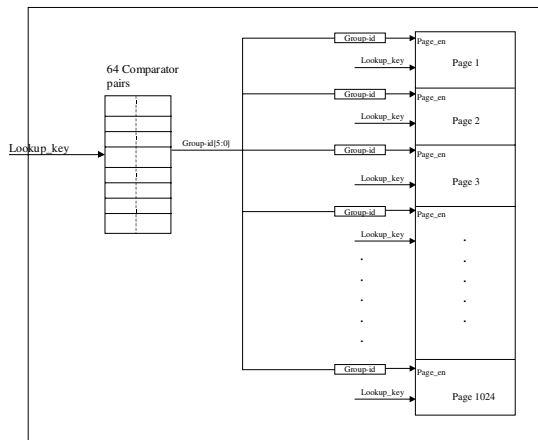 Group-id
Page_en
Lookup_key
Page 1
64 Comparator
pairs
Group-id
Page_en
Lookup_key
Page 2
Lookup_key
Group-id[5:0]
Group-id
Page_en
Lookup_key
Page 3
Group-id
Page_en
Lookup_key
Group-id
Page_en
Lookup_key
Page 1024